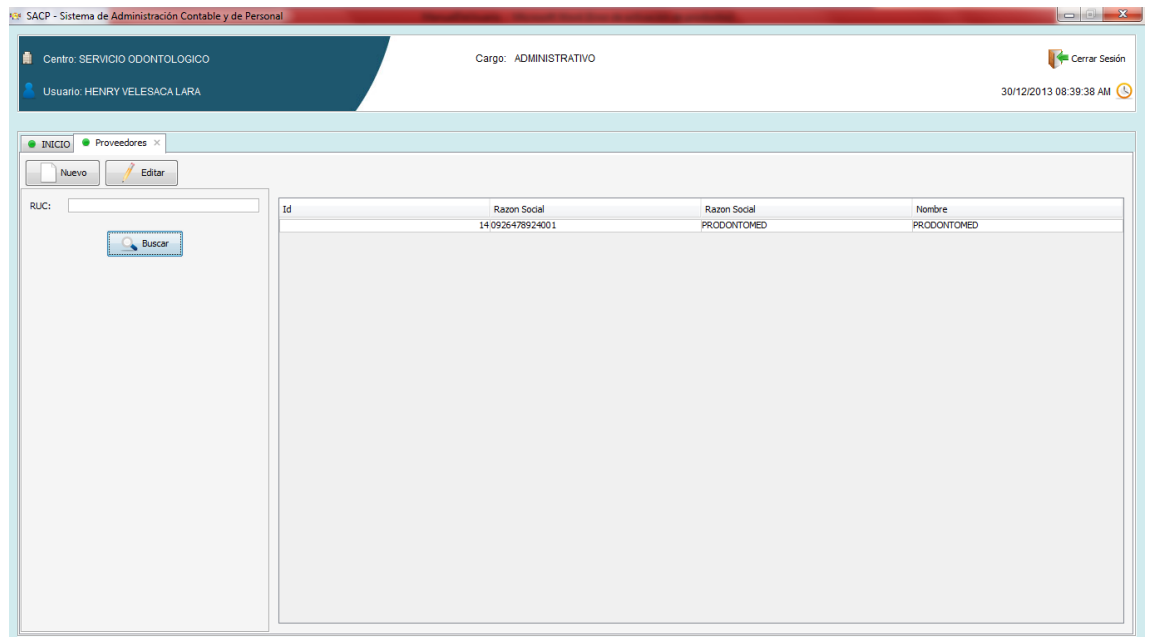 SACP - Sistema de Administración Contable y de Personal
Centro: SERVICIO ODONTOLOGICO
Cargo: ADMINISTRATIVO
Cerrar Sesión
Usuario: HENRY VELESACA LARA
30/12/2013 08:39:38 AM
INICIO Proveedores
Nuevo Editar
RUC:
Buscar
Id Razon Social Razon Social Nombre
14 0926478924001 PRODONTOMED PRODONTOMED